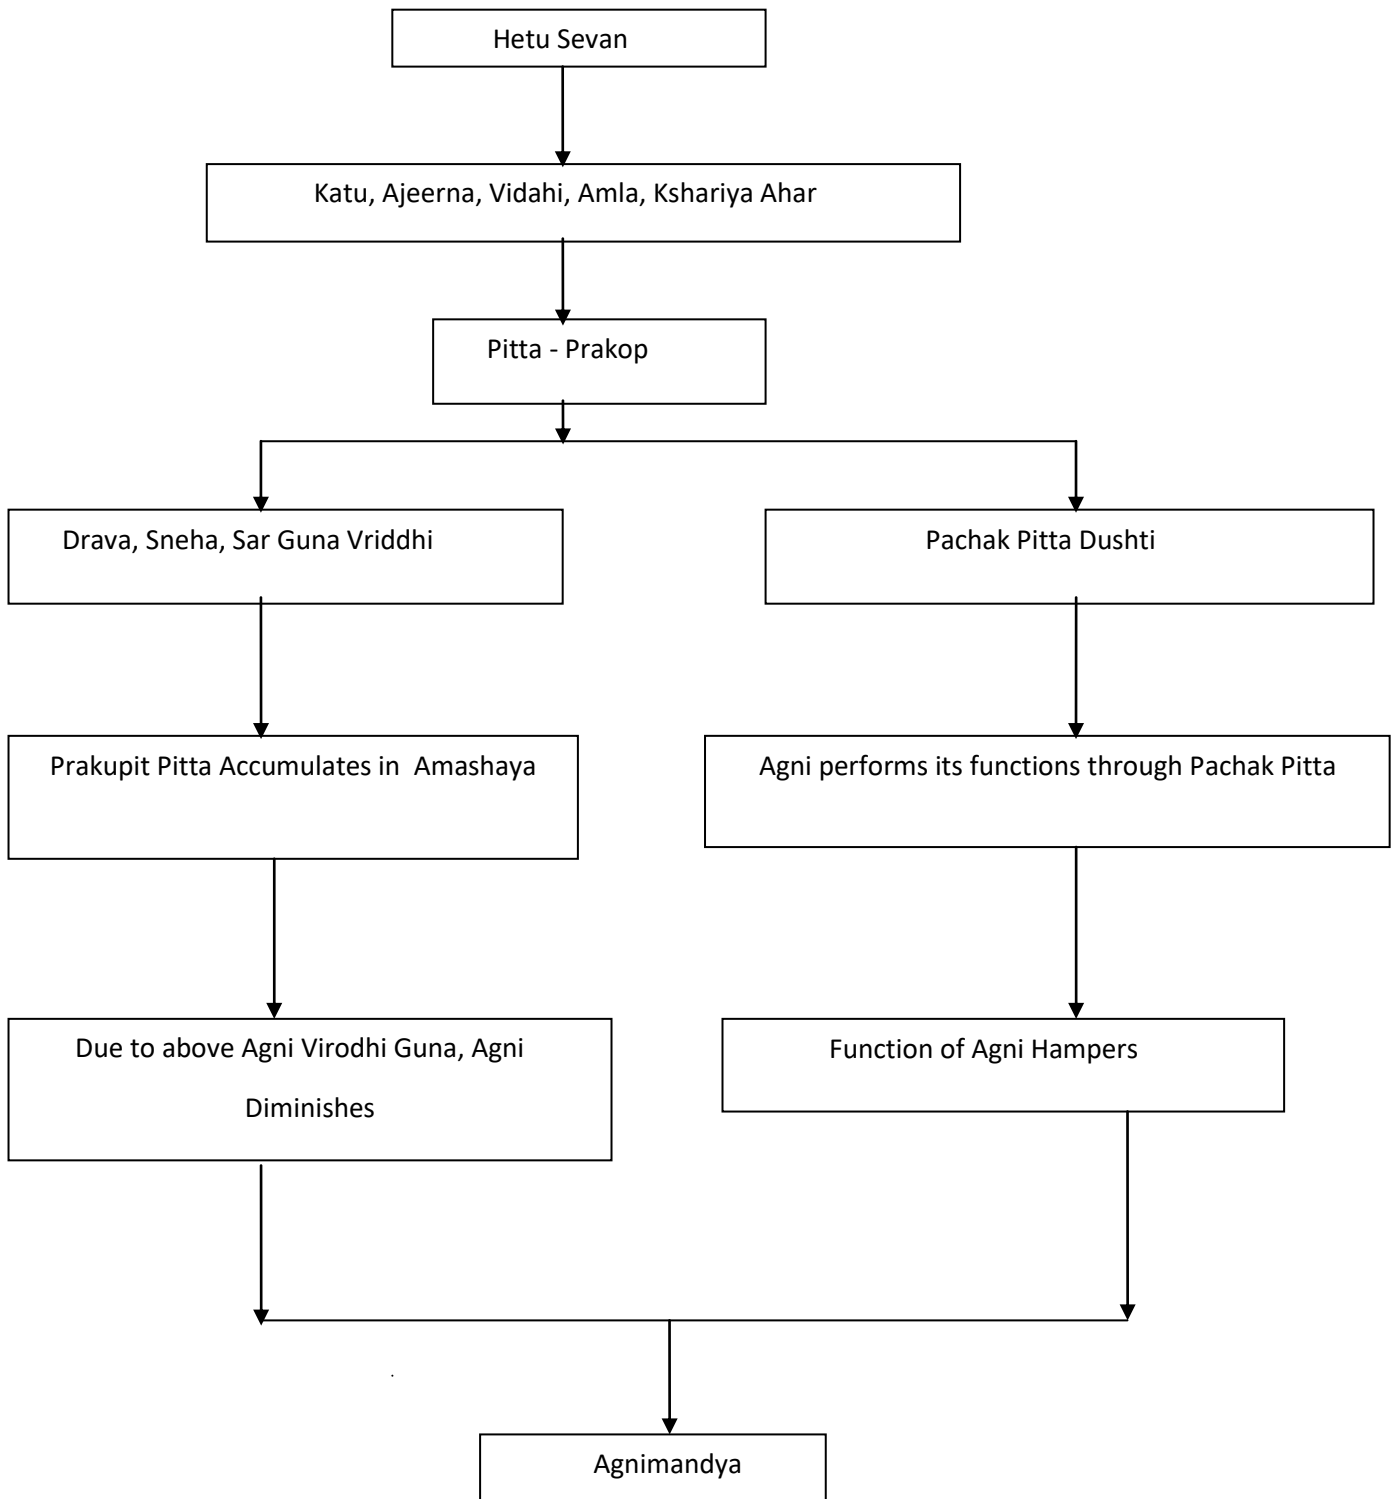 Hetu Sevan
Katu, Ajeerna, Vidahi, Amla, Kshariya Ahar
Pitta - Prakop
Drava, Sneha, Sar Guna Vriddhi
Pachak Pitta Dushti
Prakupit Pitta Accumulates in Amashaya
Agni performs its functions through Pachak Pitta
Due to above Agni Virodhi Guna, Agni
Diminishes
Function of Agni Hampers
Agnimandya